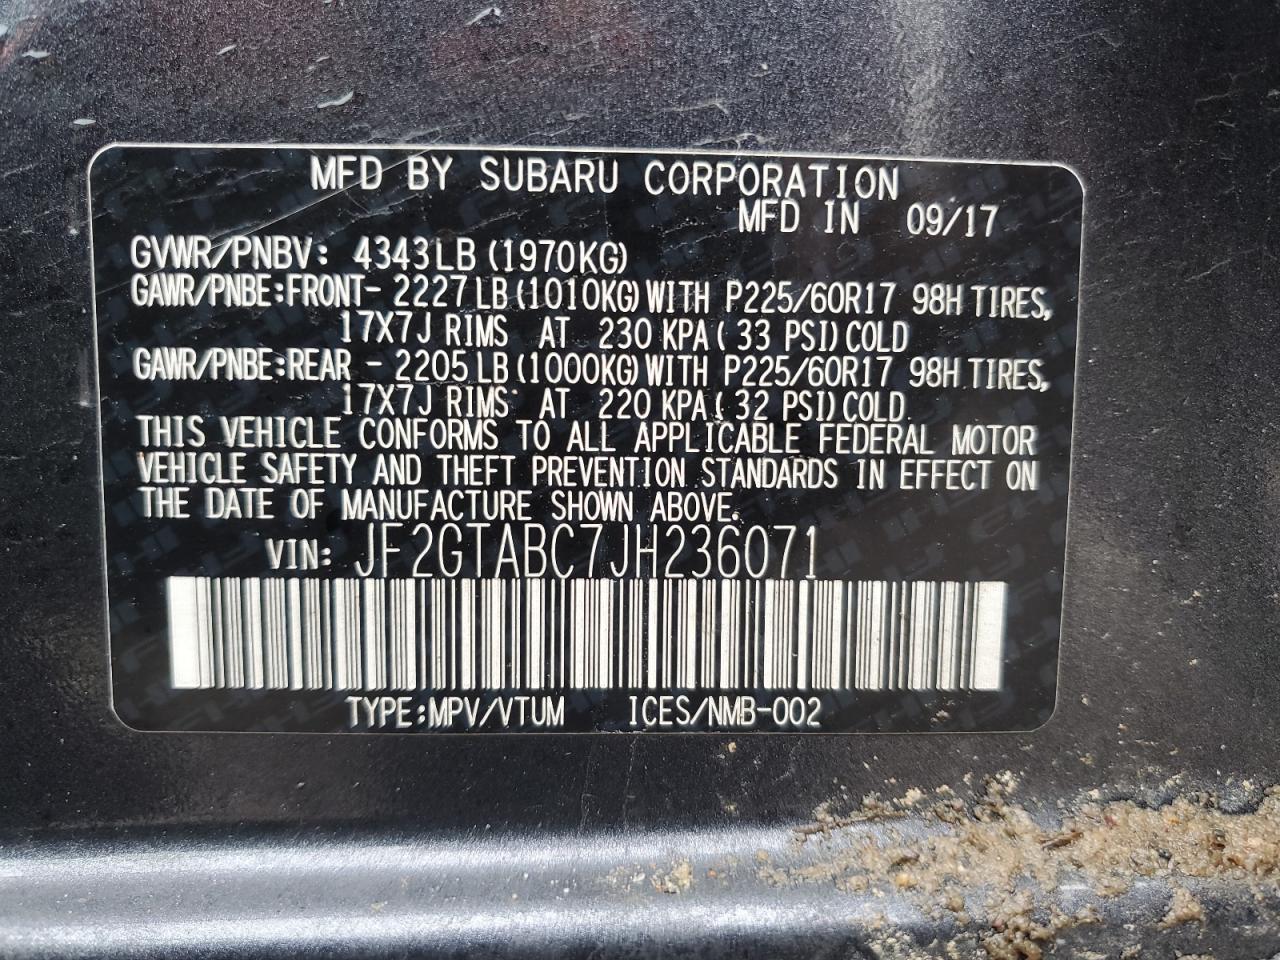 MFD BY SUBARU CORPORATION
MFD IN 09/17
GVWR/PNBV: 4343LB (1970KG)
GAWR/PNBE:FRONT- 2227LB (1010KG) WITH P225/60R17 98H TIRES,
17X7J RIMS AT 230 KPA ( 33 PSI) COLD
GAWR/PNBE:REAR - 2205LB (1000KG) WITH P225/60R17 98H TIRES,
17X7J RIMS AT 220 KPA ( 32 PSI) COLD.
THIS VEHICLE CONFORMS TO ALL APPLICABLE FEDERAL MOTOR
VEHICLE SAFETY AND THEFT PREVENTION STANDARDS IN EFFECT ON
THE DATE OF MANUFACTURE SHOWN ABOVE.
VIN: JF2GTABC7JH236071
TYPE:MPV/VTUM ICES/NMB-002